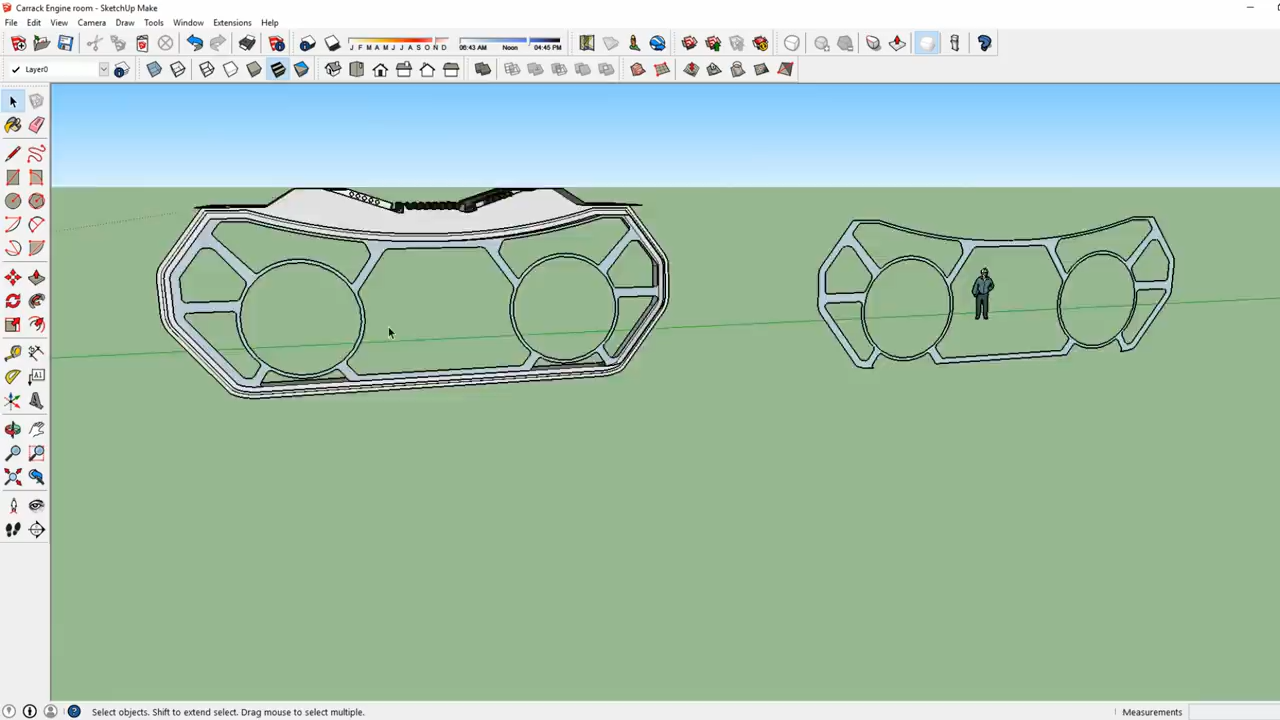 Carrack Engine room - SketchUp Make
File Edit View Camera Draw Tools Window Extensions Help
J F M A M J J A S O N D 06:43 AM Noon 04:45 PM
Layer0
A1
Select objects. Shift to extend select. Drag mouse to select multiple. Measurements